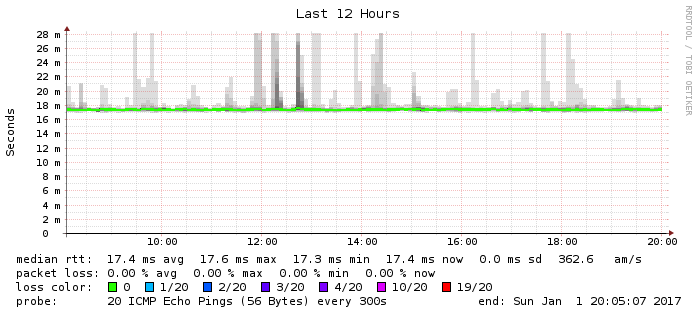 Last 12 Hours
RRDTOOL / TOBI OETIKER
Seconds
28 m
26 m
24 m
22 m
20 m
18 m
16 m
14 m
12 m
10 m
8 m
6 m
4 m
2 m
0
10:00 12:00 14:00 16:00 18:00 20:00
median rtt: 17.4 ms avg 17.6 ms max 17.3 ms min 17.4 ms now 0.0 ms sd 362.6 am/s
packet loss: 0.00 % avg 0.00 % max 0.00 % min 0.00 % now
loss color: 0 1/20 2/20 3/20 4/20 10/20 19/20
probe: 20 ICMP Echo Pings (56 Bytes) every 300s end: Sun Jan 1 20:05:07 2017